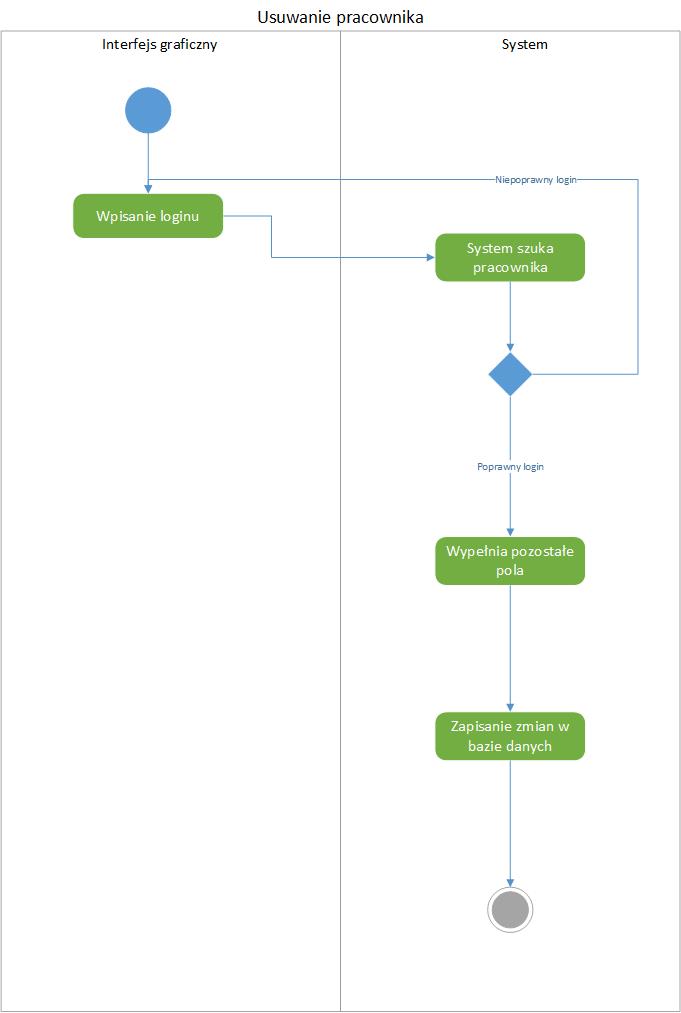 Usuwanie pracownika
Interfejs graficzny
System
Niepoprawny login
Wpisanie loginu
System szuka
pracownika
Poprawny login
Wypełnia pozostałe
pola
Zapisanie zmian w
bazie danych